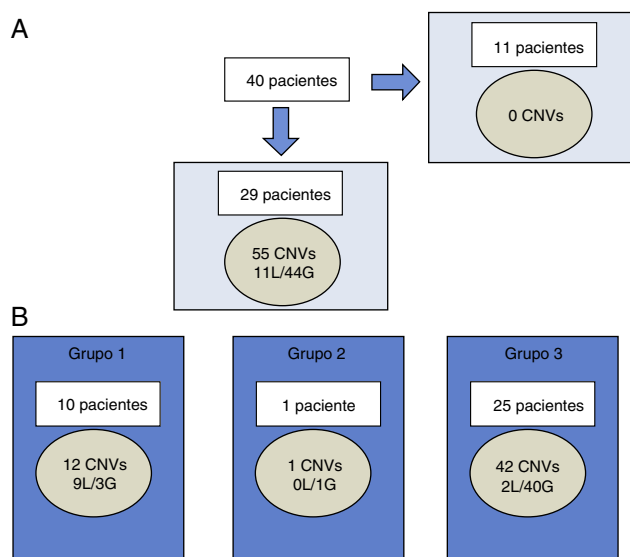 A
11 pacientes
40 pacientes
0 CNVs
29 pacientes
55 CNVs
11L/44G
B
Grupo 1
Grupo 2
Grupo 3
10 pacientes
1 paciente
25 pacientes
12 CNVs
9L/3G
1 CNVs
0L/1G
42 CNVs
2L/40G